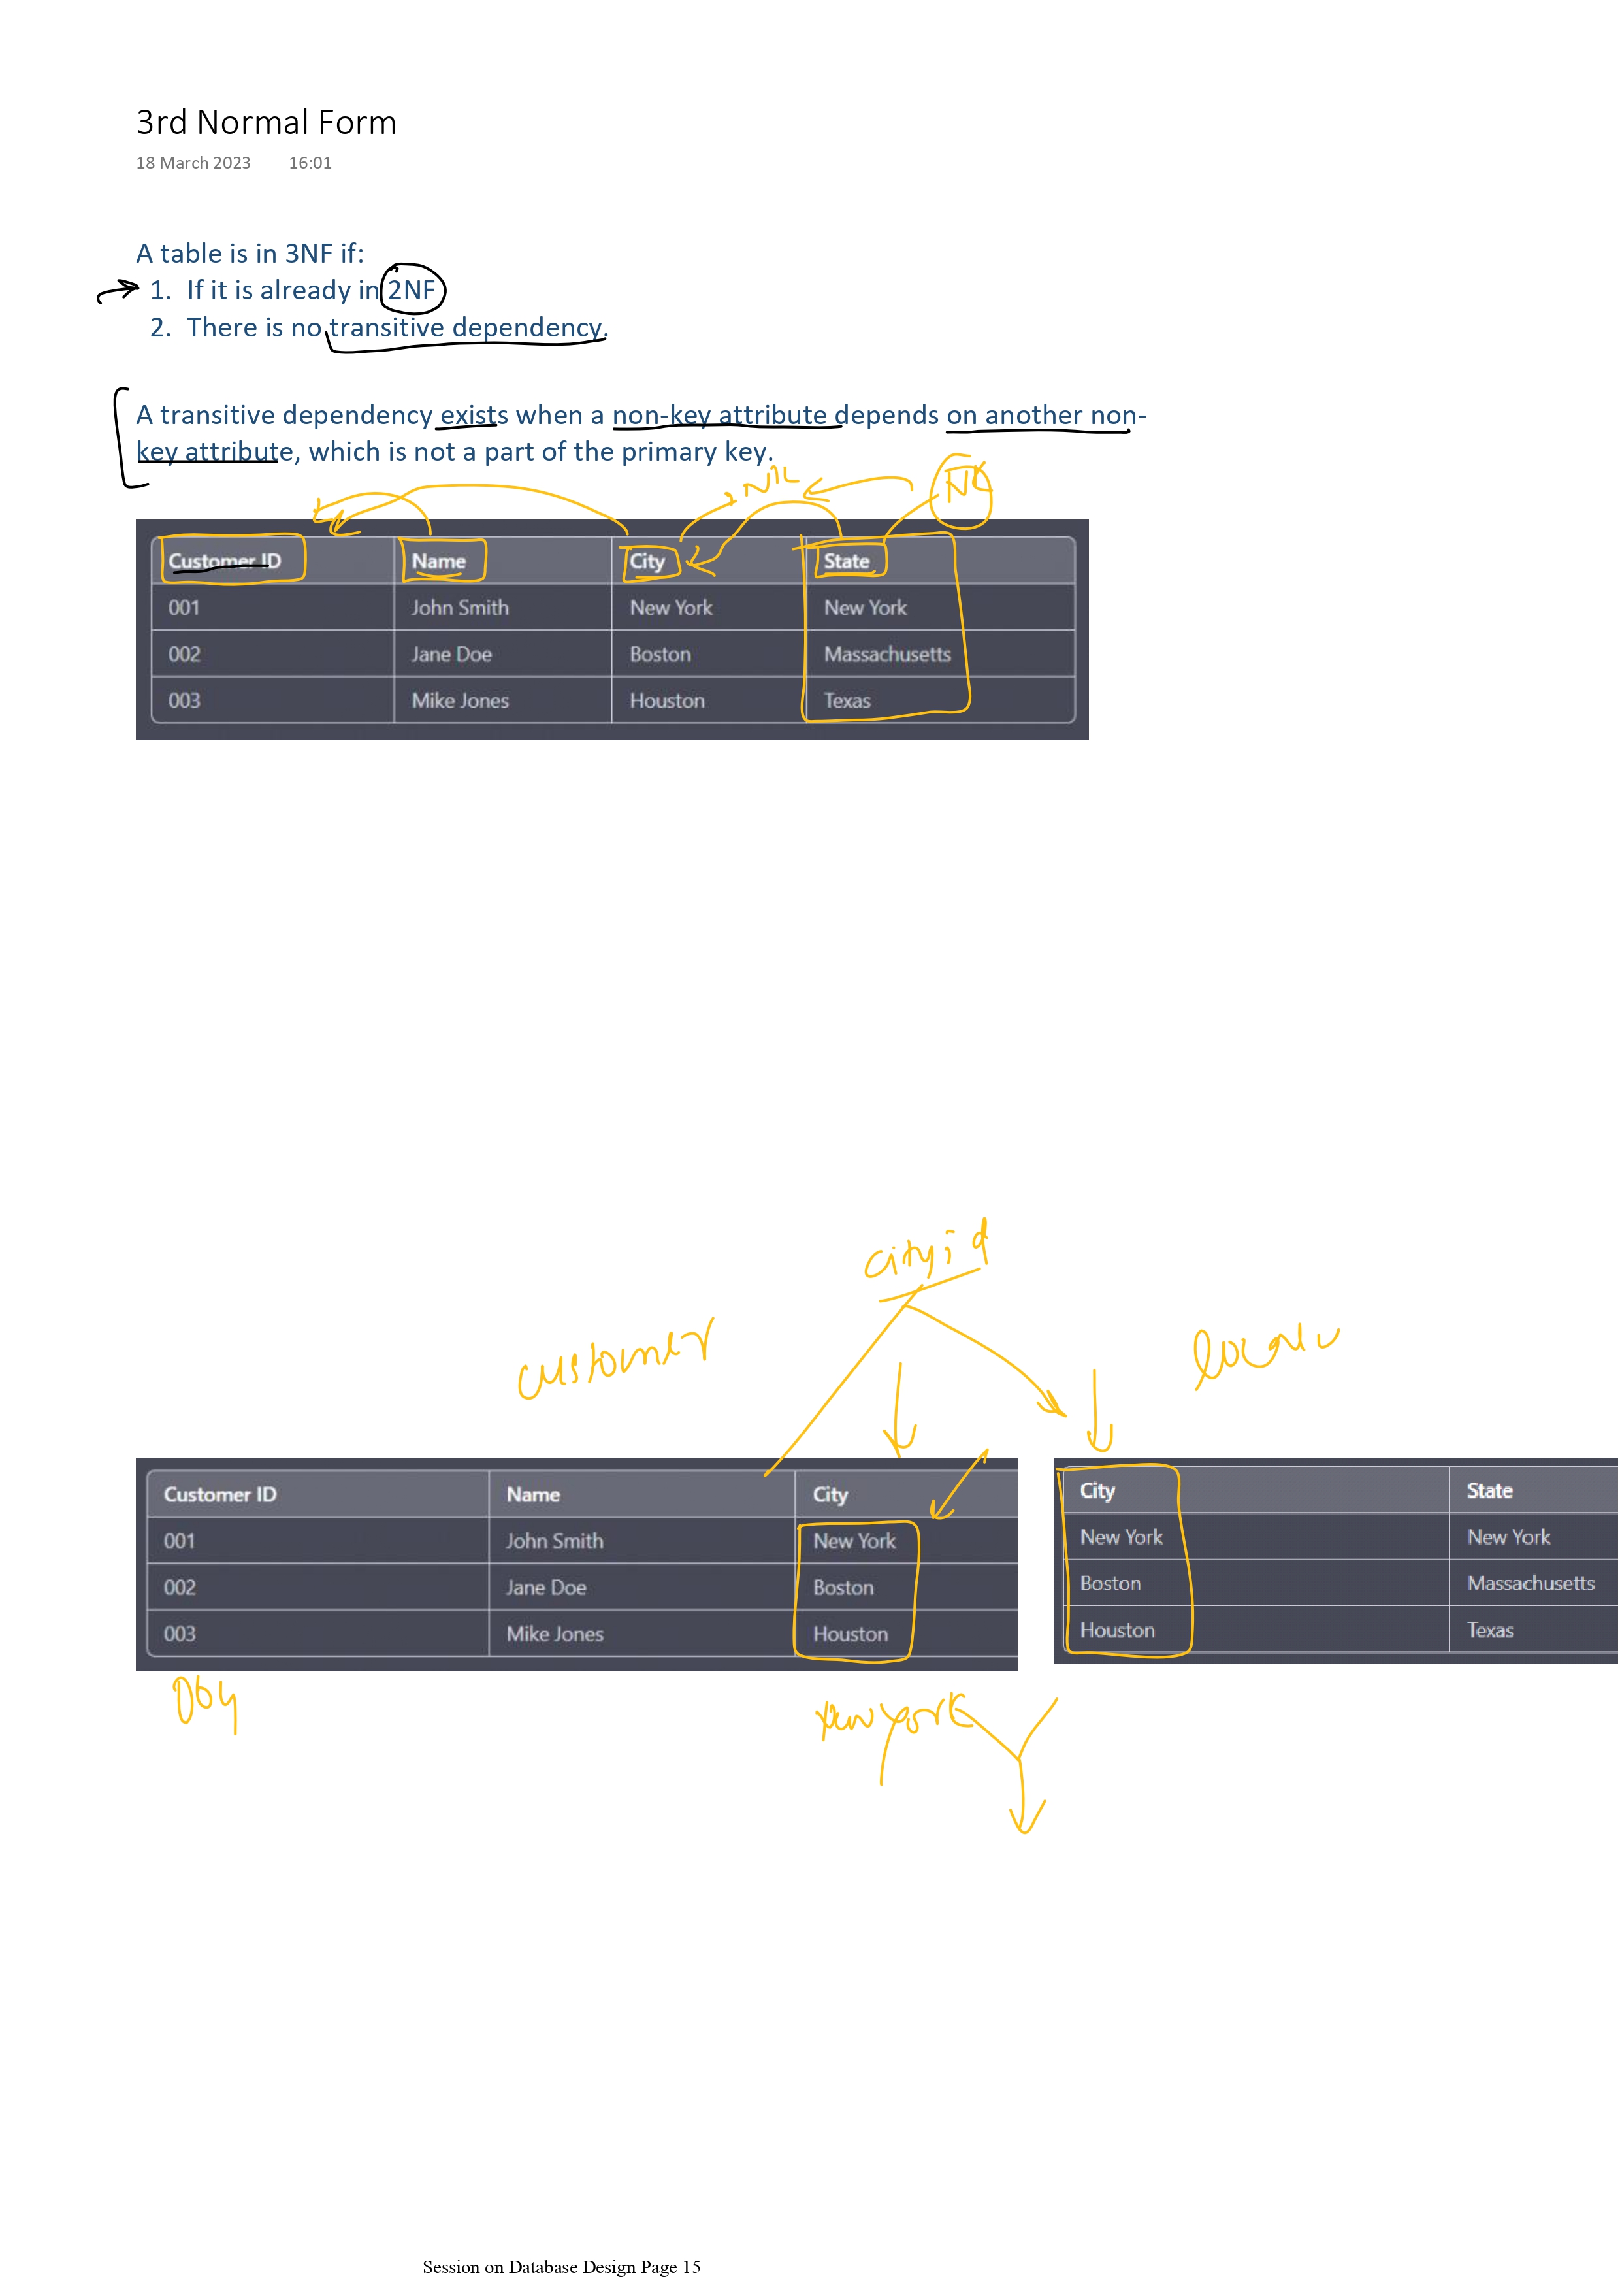 3rd Normal Form
18 March 2023 16:01
A table is in 3NF if:
1. If it is already in 2NF
2. There is no transitive dependency.
A transitive dependency exists when a non-key attribute depends on another non-
key attribute, which is not a part of the primary key.
NK
Customer ID Name City State
001 John Smith New York New York
002 Jane Doe Boston Massachusetts
003 Mike Jones Houston Texas
cityid
customer
Customer ID Name City
001 John Smith New York
002 Jane Doe Boston
003 Mike Jones Houston
City State
New York New York
Boston Massachusetts
Houston Texas
004 new york
Session on Database Design Page 15